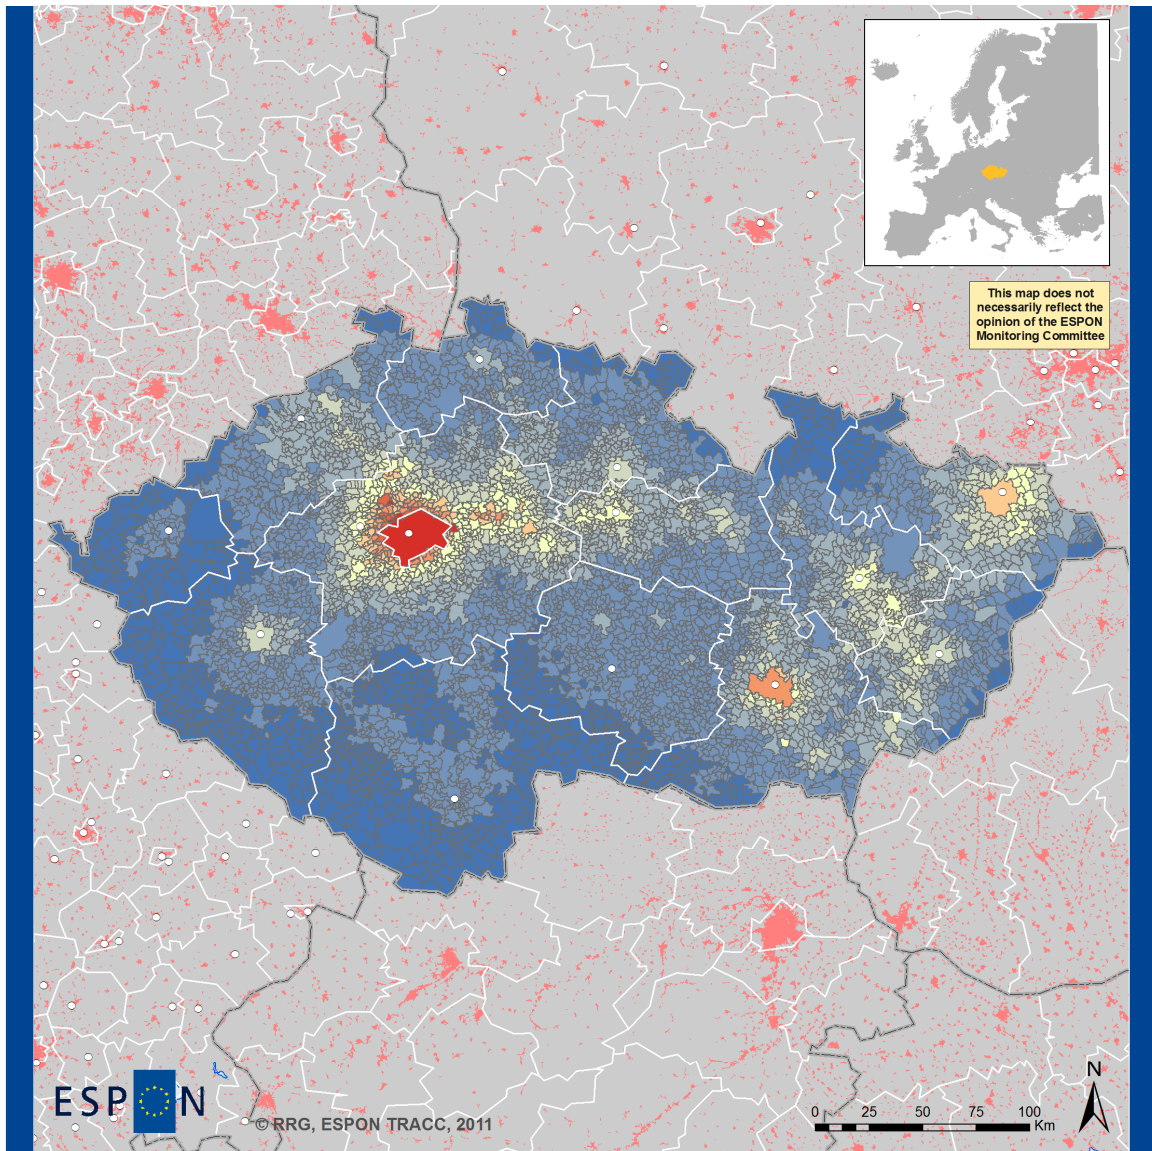 This map does not
necessarily reflect the
opinion of the ESPON
Monitoring Committee
N
ESPON
© RRG, ESPON TRACC, 2011
0 25 50 75 100
Km